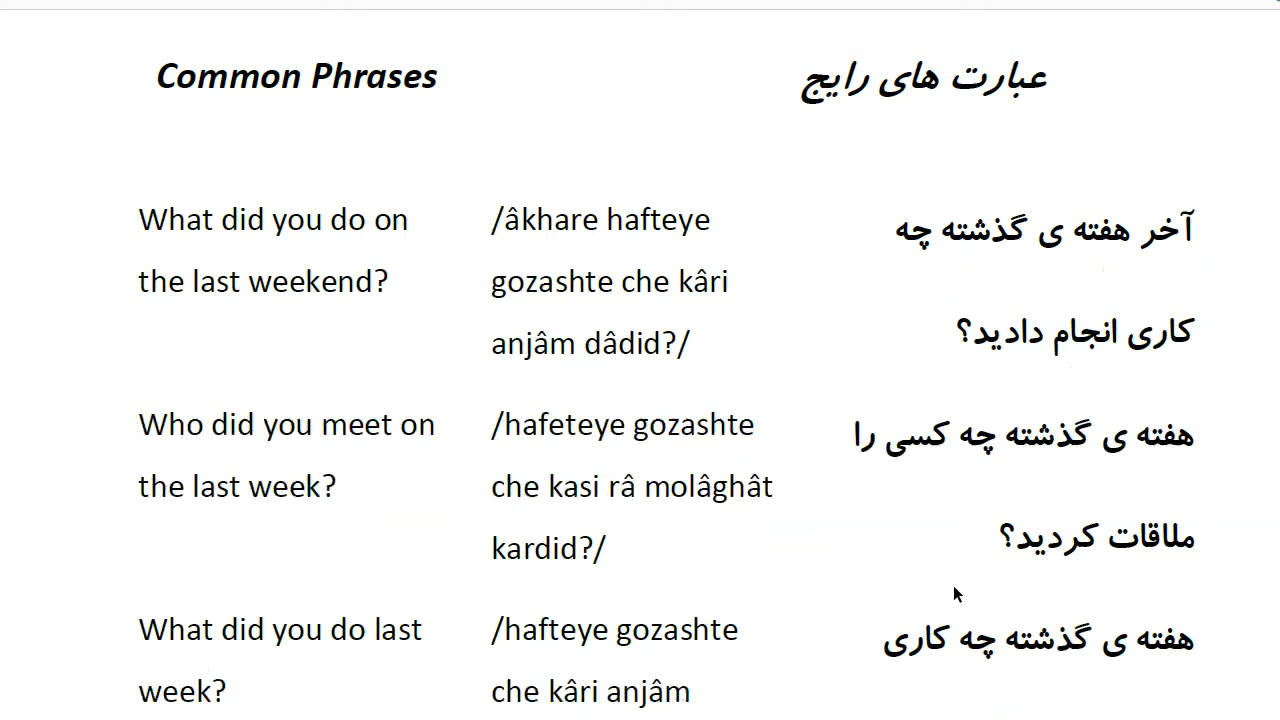 Common Phrases
عبارت های رایج
What did you do on
the last weekend?
/âkhare hafteye
gozashte che kâri
anjâm dâdid?/
آخر هفته ی گذشته چه
کاری انجام دادید؟
Who did you meet on
the last week?
/hafeteye gozashte
che kasi râ molâghât
kardid?/
هفته ی گذشته چه کسی را
ملاقات کردید؟
What did you do last
week?
/hafteye gozashte
che kâri anjâm
هفته ی گذشته چه کاری